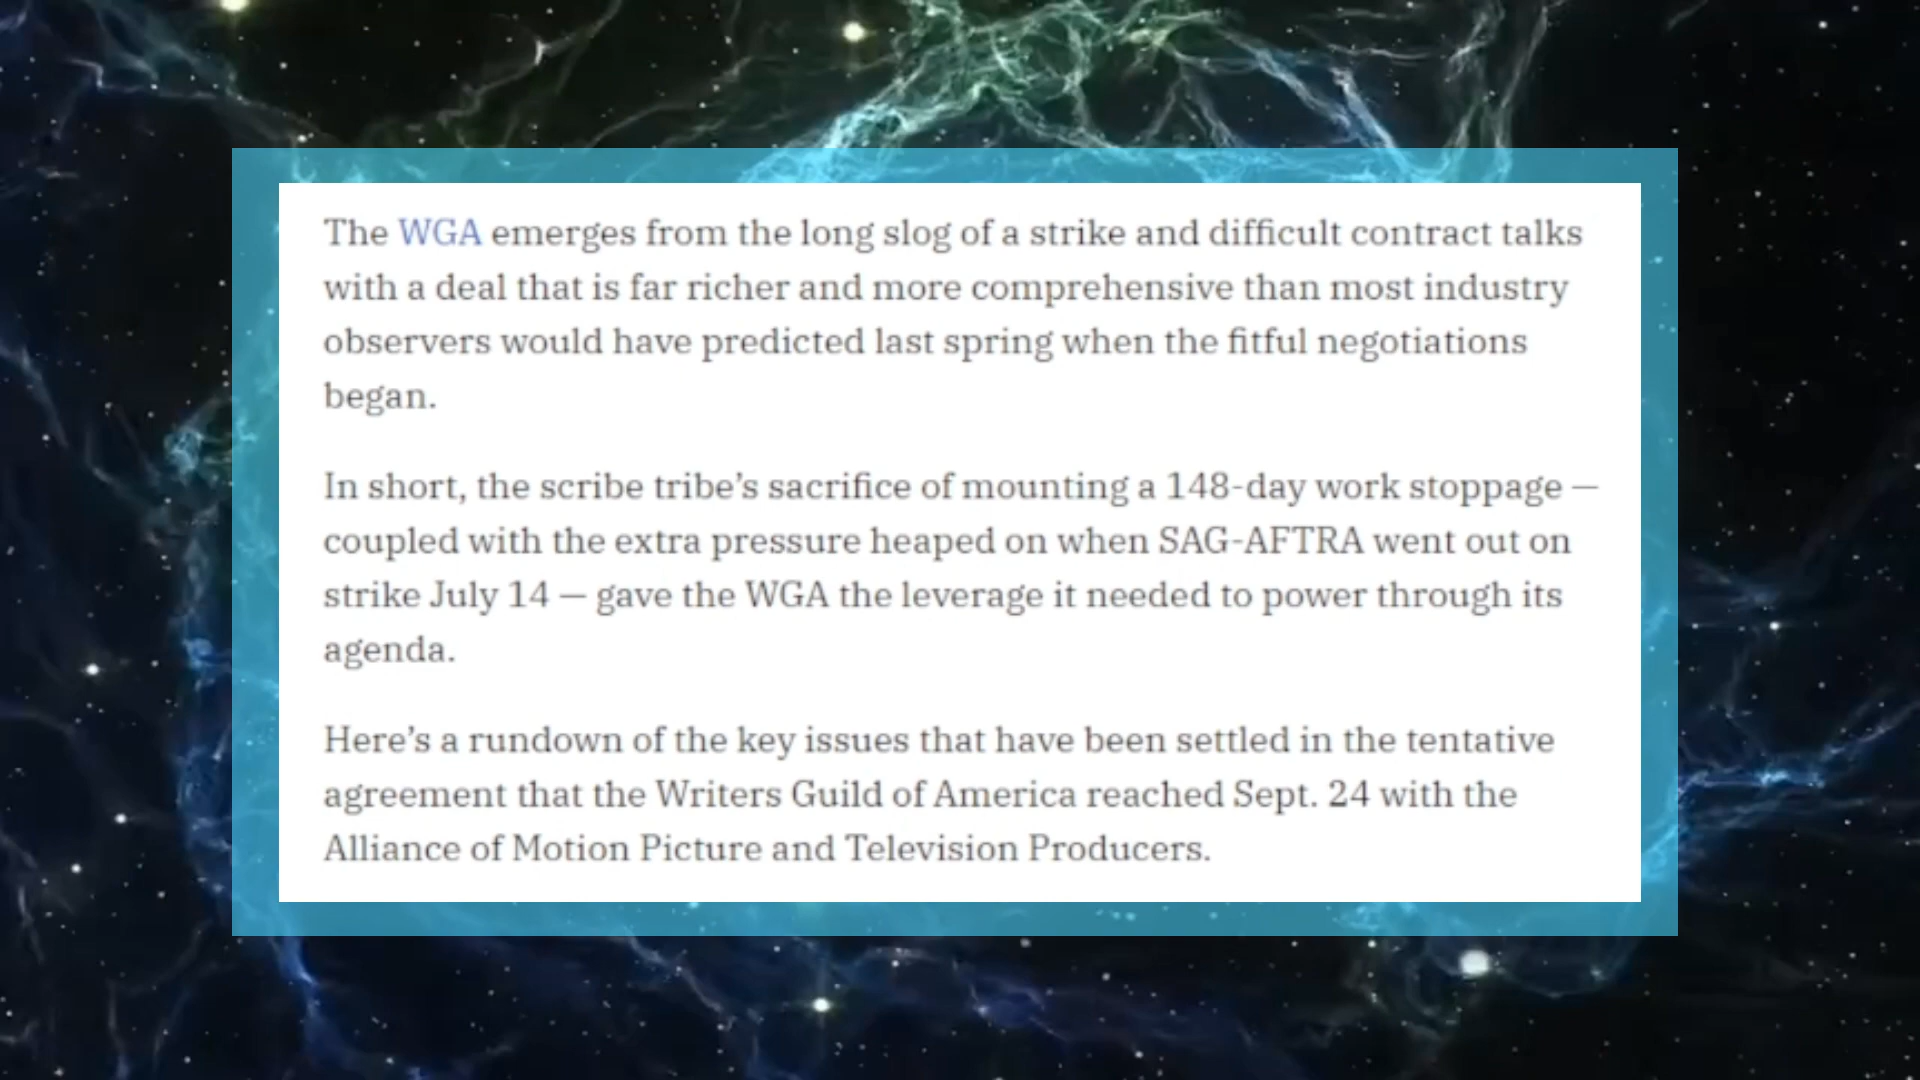 The WGA emerges from the long slog of a strike and difficult contract talks
with a deal that is far richer and more comprehensive than most industry
observers would have predicted last spring when the fitful negotiations
began.
In short, the scribe tribe’s sacrifice of mounting a 148-day work stoppage —
coupled with the extra pressure heaped on when SAG-AFTRA went out on
strike July 14 — gave the WGA the leverage it needed to power through its
agenda.
Here’s a rundown of the key issues that have been settled in the tentative
agreement that the Writers Guild of America reached Sept. 24 with the
Alliance of Motion Picture and Television Producers.